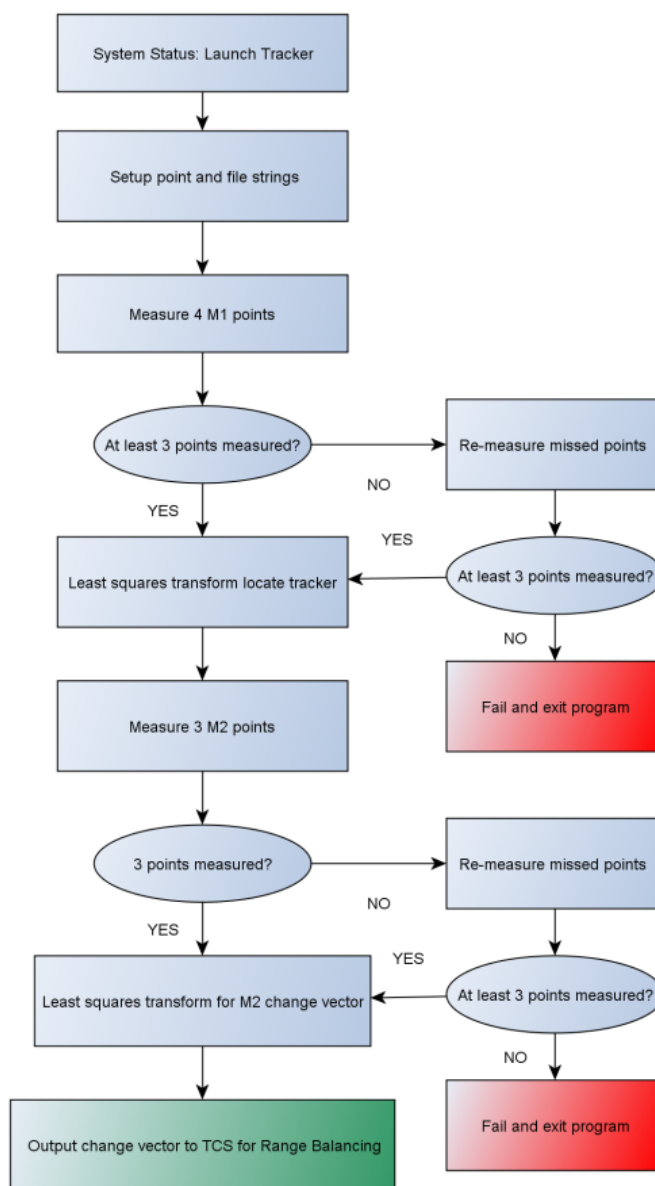 System Status: Launch Tracker
Setup point and file strings
Measure 4 M1 points
At least 3 points measured?
Re-measure missed points
NO
YES
YES
Least squares transform locate tracker
At least 3 points measured?
NO
Fail and exit program
Measure 3 M2 points
3 points measured?
Re-measure missed points
NO
YES
YES
Least squares transform for M2 change vector
At least 3 points measured?
NO
Output change vector to TCS for Range Balancing
Fail and exit program